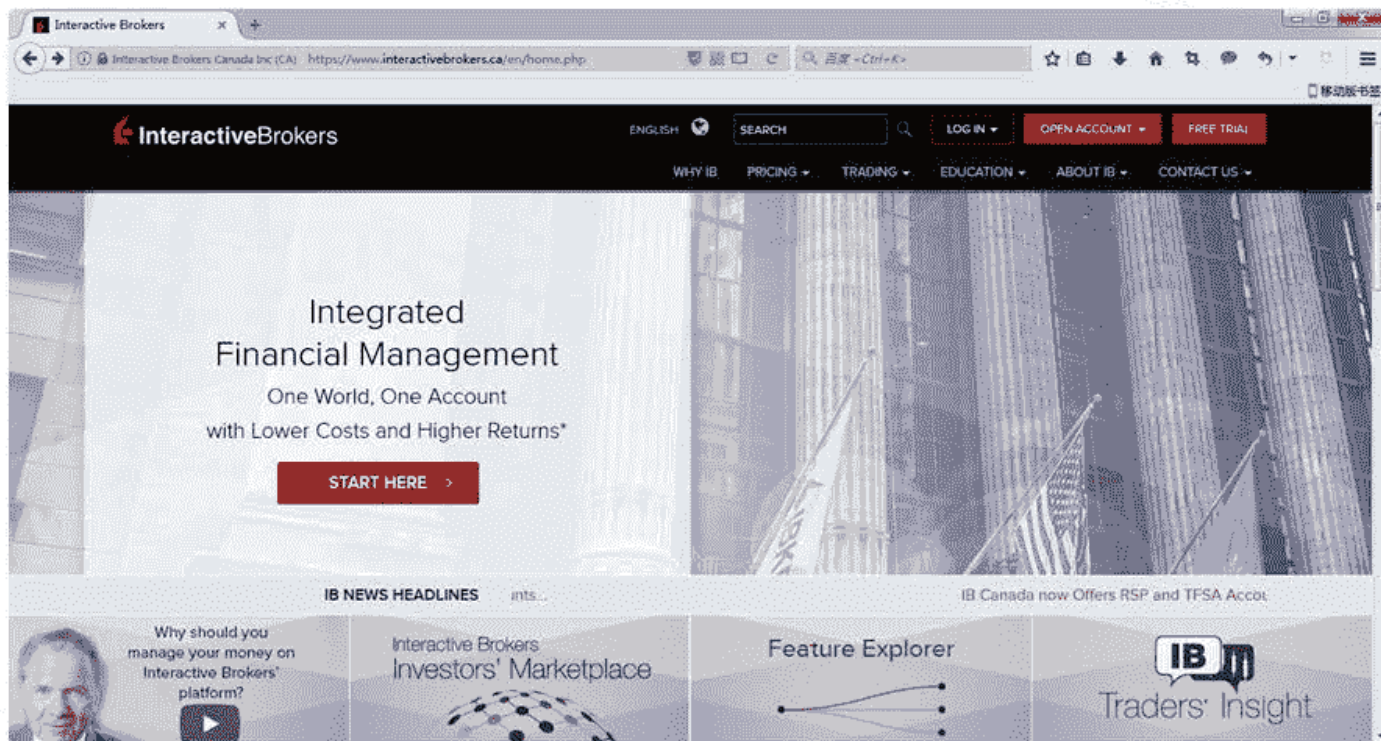 Interactive Brokers
Interactive Brokers Canada Inc (CA) https://www.interactivebrokers.ca/en/home.php
百度 <Ctrl+K>
移动版书签
InteractiveBrokers
ENGLISH
SEARCH
LOG IN
OPEN ACCOUNT
FREE TRIAL
WHY IB
PRICING
TRADING
EDUCATION
ABOUT IB
CONTACT US
Integrated
Financial Management
One World, One Account
with Lower Costs and Higher Returns*
START HERE >
IB NEWS HEADLINES
ints...
IB Canada now Offers RSP and TFSA Accou
Why should you
manage your money on
Interactive Brokers'
platform?
Interactive Brokers
Investors' Marketplace
Feature Explorer
IB
Traders' Insight